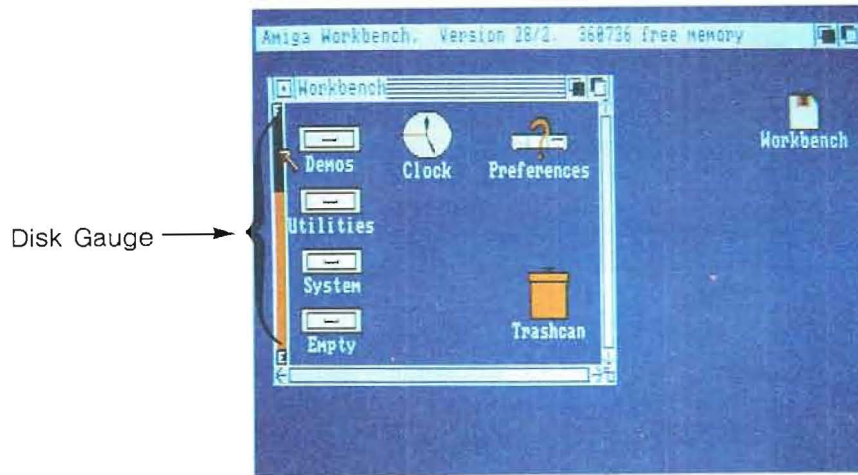 Amiga Workbench. Version 28/2. 360736 free memory
Workbench
Demos
Clock
Preferences
Workbench
Utilities
System
Trashcan
Empty
E
Disk Gauge